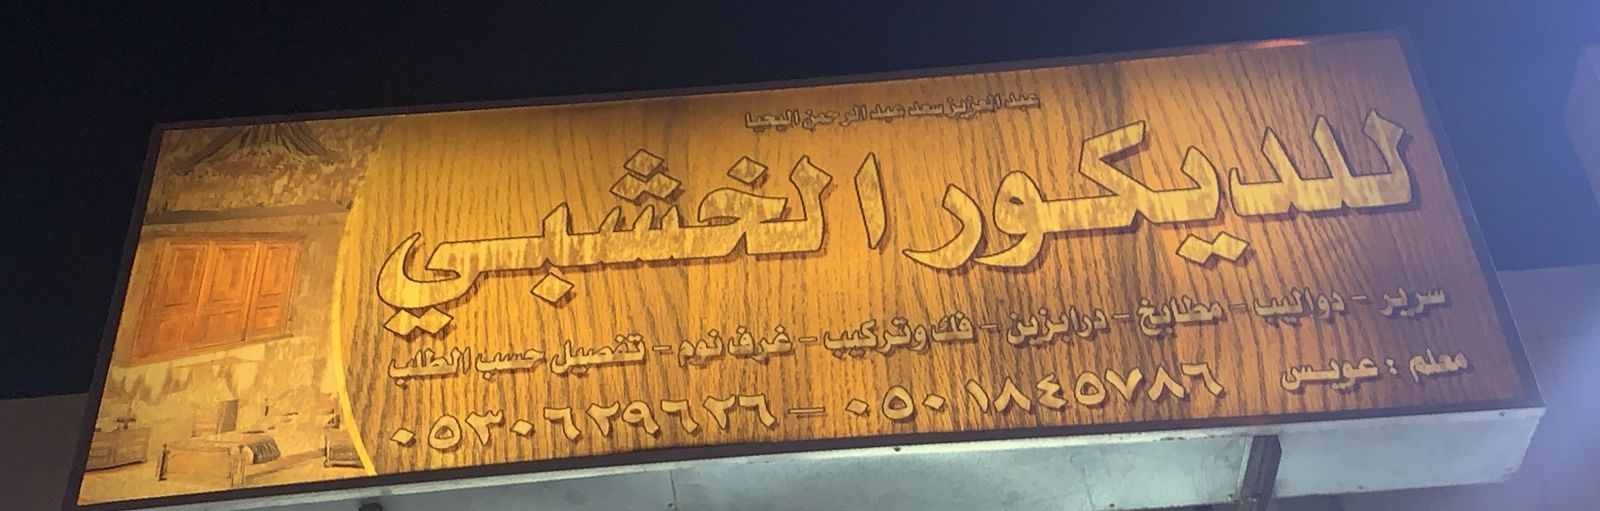 عبد العزيز سعد عبد الرحمن اليحيا
للديكور الخشبي
سرير - دواليب - مطابخ - درابزين - فك وتركيب - غرف نوم - تفصيل حسب الطلب
معلم : عويس ٠٥٠١٨٤٥٧٨٦ - ٠٥٣٠٦٢٩٦٢٦